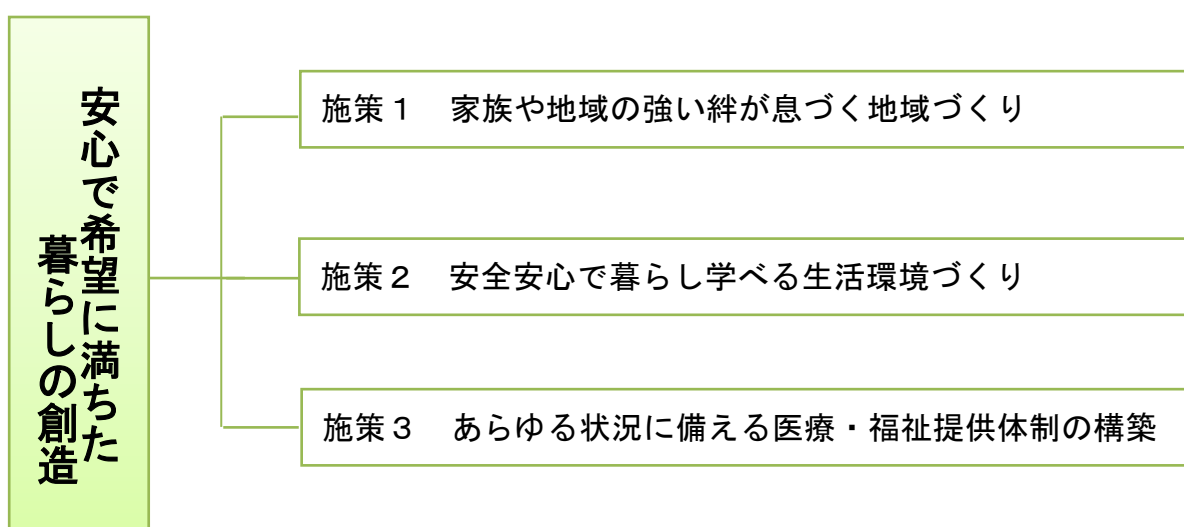 安心で希望に満ちた
暮らしの創造
施策１　家族や地域の強い絆が息づく地域づくり
施策２　安全安心で暮らし学べる生活環境づくり
施策３　あらゆる状況に備える医療・福祉提供体制の構築